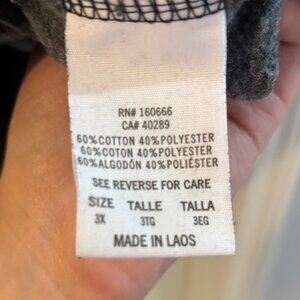 RN# 160666
CA# 40289
60%COTTON 40%POLYESTER
60%COTON 40%POLYESTER
60%ALGODÓN 40%POLIÉSTER
SEE REVERSE FOR CARE
SIZE TALLE TALLA
3X 3TG 3EG
MADE IN LAOS